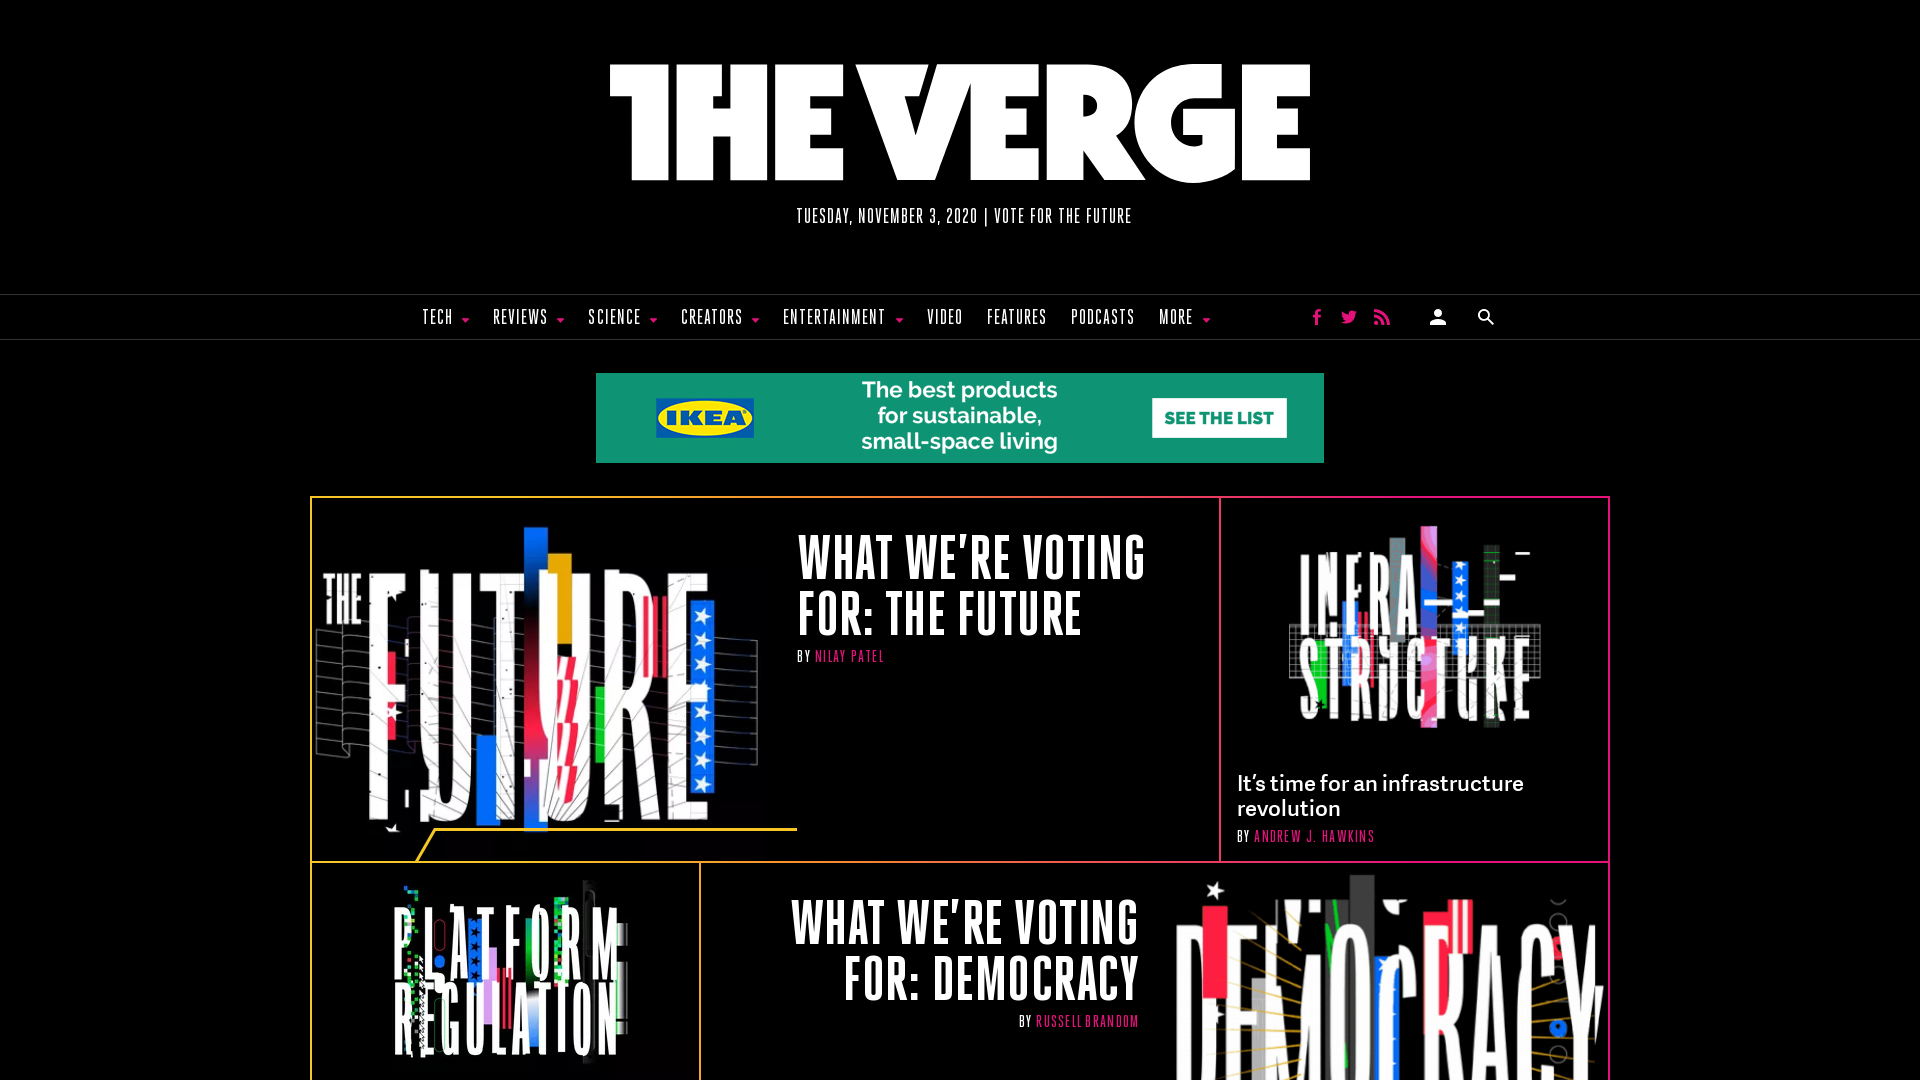 THE VERGE
TUESDAY, NOVEMBER 3, 2020 | VOTE FOR THE FUTURE
TECH REVIEWS SCIENCE CREATORS ENTERTAINMENT VIDEO FEATURES PODCASTS MORE
IKEA
The best products
for sustainable,
small-space living
SEE THE LIST
THE FUTURE
WHAT WE'RE VOTING
FOR: THE FUTURE
BY NILAY PATEL
INFRA
STRUCTURE
It's time for an infrastructure
revolution
BY ANDREW J. HAWKINS
PLATFORM
REGULATION
WHAT WE'RE VOTING
FOR: DEMOCRACY
BY RUSSELL BRANDOM
DEMOCRACY